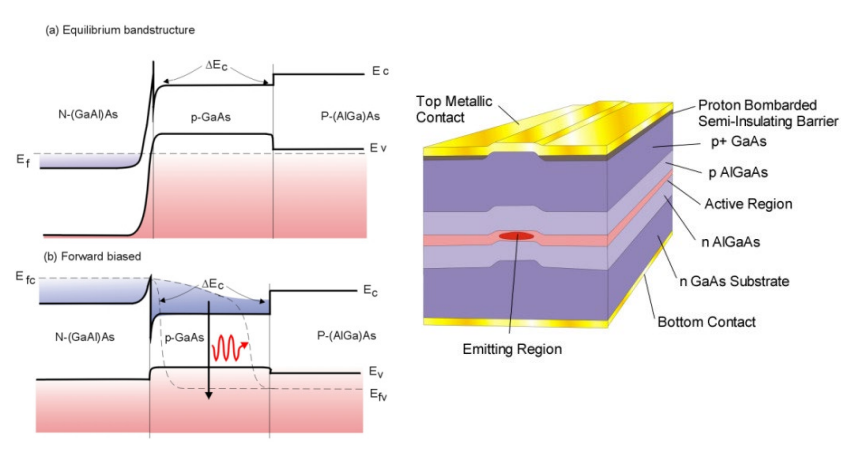 (a) Equilibrium bandstructure
ΔEc
Ec
N-(GaAl)As
p-GaAs
P-(AlGa)As
Ev
Ef
(b) Forward biased
Efc
ΔEc
Ec
N-(GaAl)As
p-GaAs
P-(AlGa)As
Ev
Efv
Top Metallic
Contact
Proton Bombarded
Semi-Insulating Barrier
p+ GaAs
p AlGaAs
Active Region
n AlGaAs
n GaAs Substrate
Bottom Contact
Emitting Region